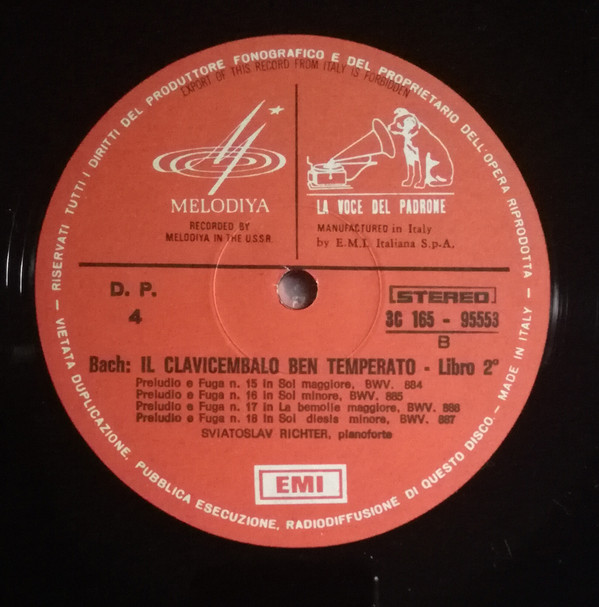 RISERVATI TUTTI I DIRITTI DEL PRODUTTORE FONOGRAFICO E DEL PROPRIETARIO DELL'OPERA RIPRODOTTA — MADE IN ITALY —
EXPORT OF THIS RECORD FROM ITALY IS FORBIDDEN
MELODIYA
RECORDED BY
MELODIYA IN THE U.S.S.R.
LA VOCE DEL PADRONE
MANUFACTURED in Italy
by E.M.I. Italiana S.p.A.
D. P.
4
STEREO
3C 165 - 95553
B
Bach: IL CLAVICEMBALO BEN TEMPERATO - Libro 2°
Preludio e Fuga n. 15 in Sol maggiore, BWV. 884
Preludio e Fuga n. 16 in Sol minore, BWV. 885
Preludio e Fuga n. 17 in La bemolle maggiore, BWV. 886
Preludio e Fuga n. 18 in Sol diesis minore, BWV. 887
SVIATOSLAV RICHTER, pianoforte
EMI
VIETATA DUPLICAZIONE, PUBBLICA ESECUZIONE, RADIODIFFUSIONE DI QUESTO DISCO. -